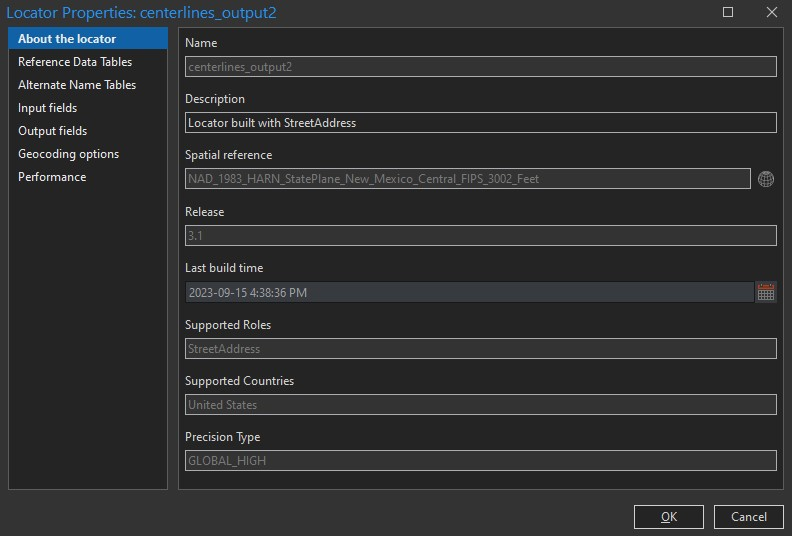 Locator Properties: centerlines_output2
About the locator
Reference Data Tables
Alternate Name Tables
Input fields
Output fields
Geocoding options
Performance
Name
centerlines_output2
Description
Locator built with StreetAddress
Spatial reference
NAD_1983_HARN_StatePlane_New_Mexico_Central_FIPS_3002_Feet
Release
3.1
Last build time
2023-09-15 4:38:36 PM
Supported Roles
StreetAddress
Supported Countries
United States
Precision Type
GLOBAL_HIGH
OK
Cancel